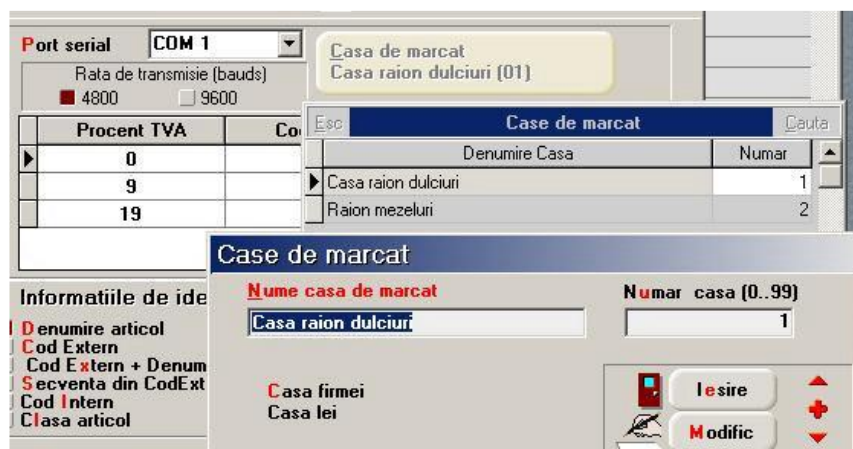 Port serial COM 1
Rata de transmisie (bauds)
4800 9600
Casa de marcat
Casa raion dulciuri (01)
Procent TVA
0
9
19
Esc Case de marcat Cauta
Denumire Casa Numar
Casa raion dulciuri 1
Raion mezeluri 2
Case de marcat
Nume casa de marcat Numar casa (0..99)
Casa raion dulciuri 1
Casa firmei
Casa lei
Iesire
Modific
Informatiile de ide
Denumire articol
Cod Extern
Cod Extern + Denum
Secventa din CodExt
Cod Intern
Clasa articol